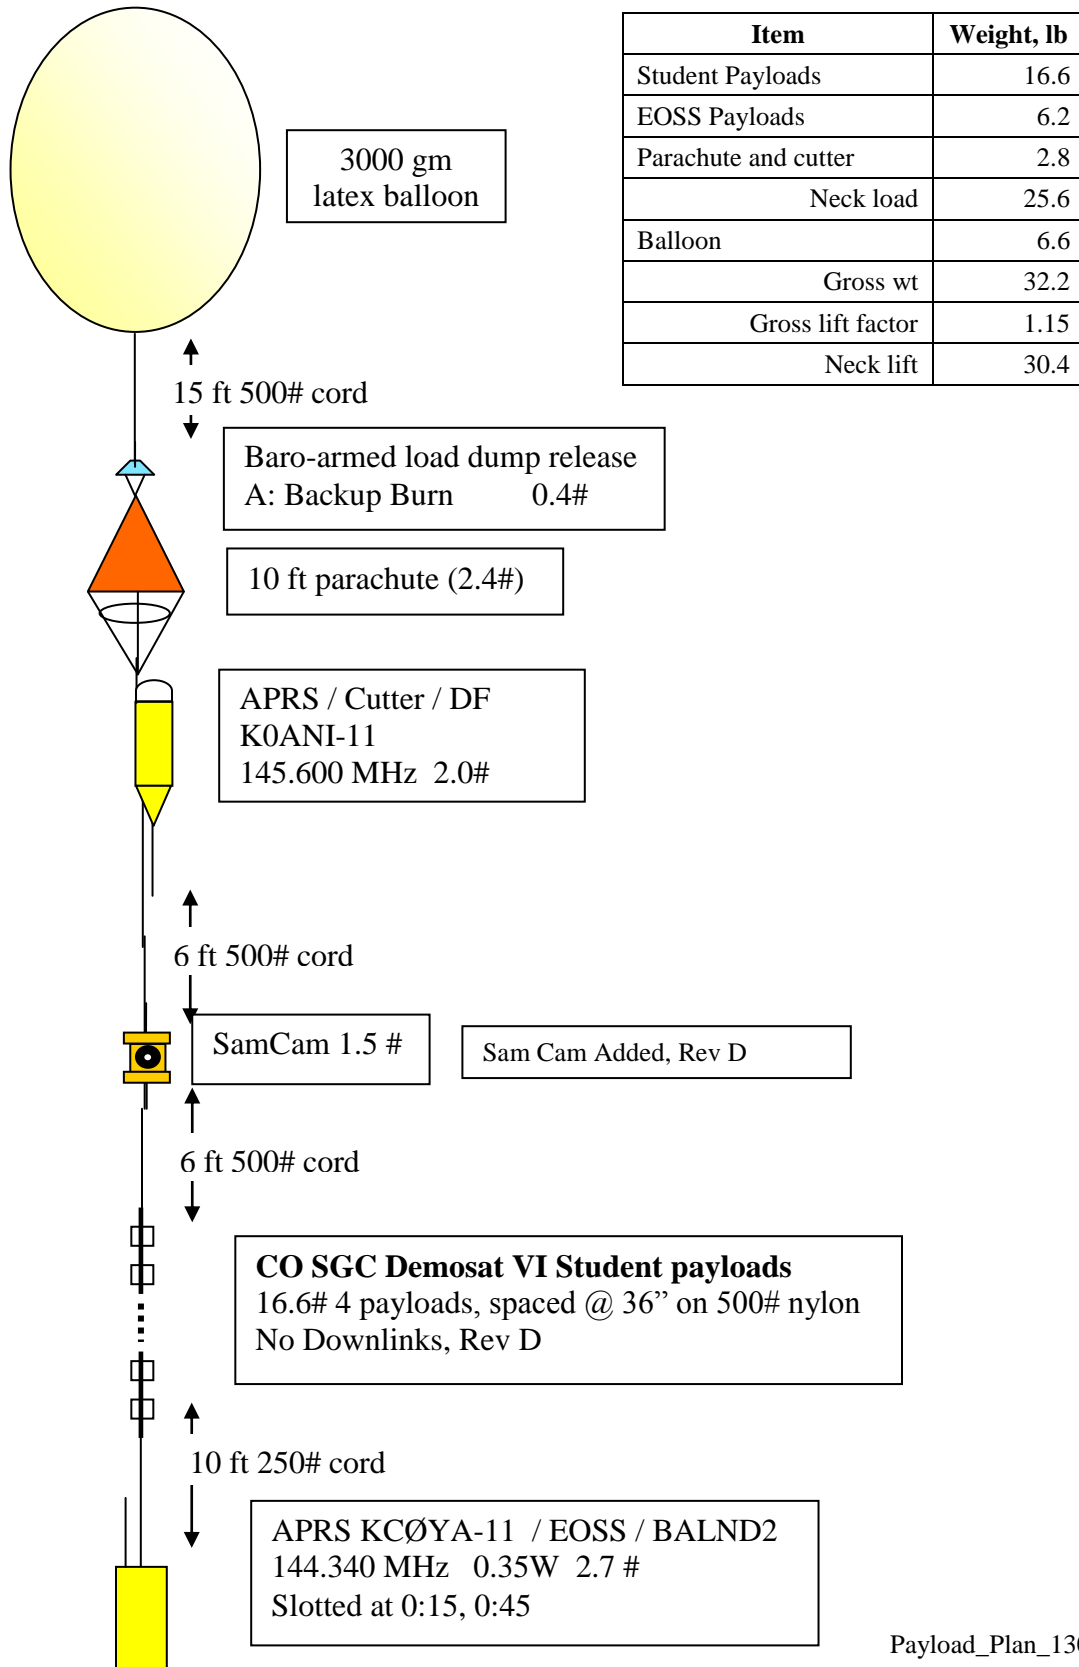 Item Weight, lb
Student Payloads 16.6
EOSS Payloads 6.2
Parachute and cutter 2.8
Neck load 25.6
Balloon 6.6
Gross wt 32.2
Gross lift factor 1.15
Neck lift 30.4
3000 gm
latex balloon
15 ft 500# cord
Baro-armed load dump release
A: Backup Burn 0.4#
10 ft parachute (2.4#)
APRS / Cutter / DF
K0ANI-11
145.600 MHz 2.0#
6 ft 500# cord
SamCam 1.5 #
Sam Cam Added, Rev D
6 ft 500# cord
CO SGC Demosat VI Student payloads
16.6# 4 payloads, spaced @ 36” on 500# nylon
No Downlinks, Rev D
10 ft 250# cord
APRS KCØYA-11 / EOSS / BALND2
144.340 MHz 0.35W 2.7 #
Slotted at 0:15, 0:45